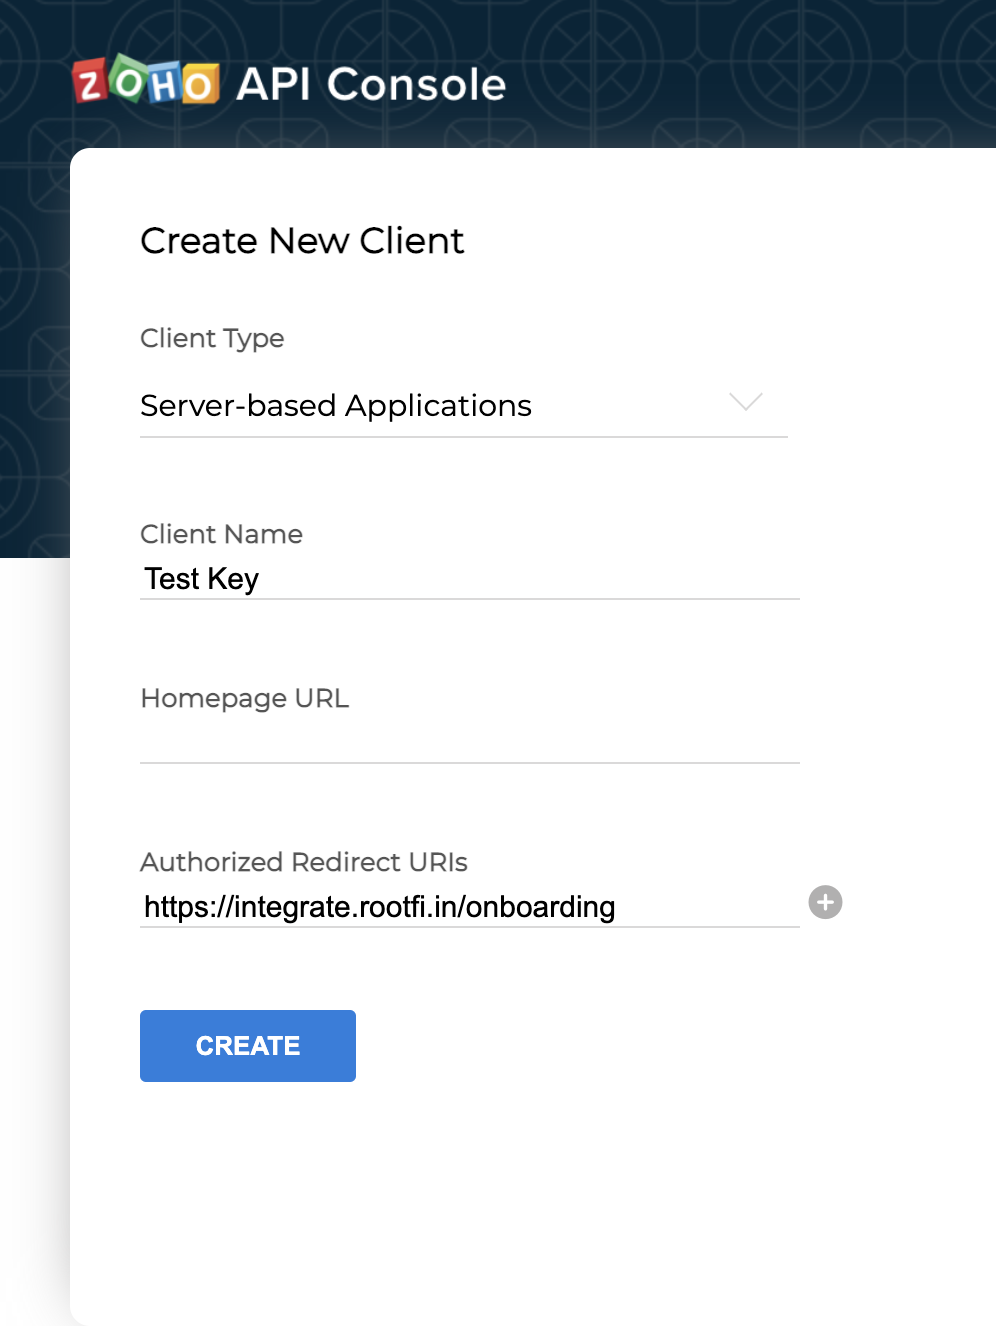 ZOHO API Console
Create New Client
Client Type
Server-based Applications
Client Name
Test Key
Homepage URL
Authorized Redirect URIs
https://integrate.rootfi.in/onboarding
CREATE